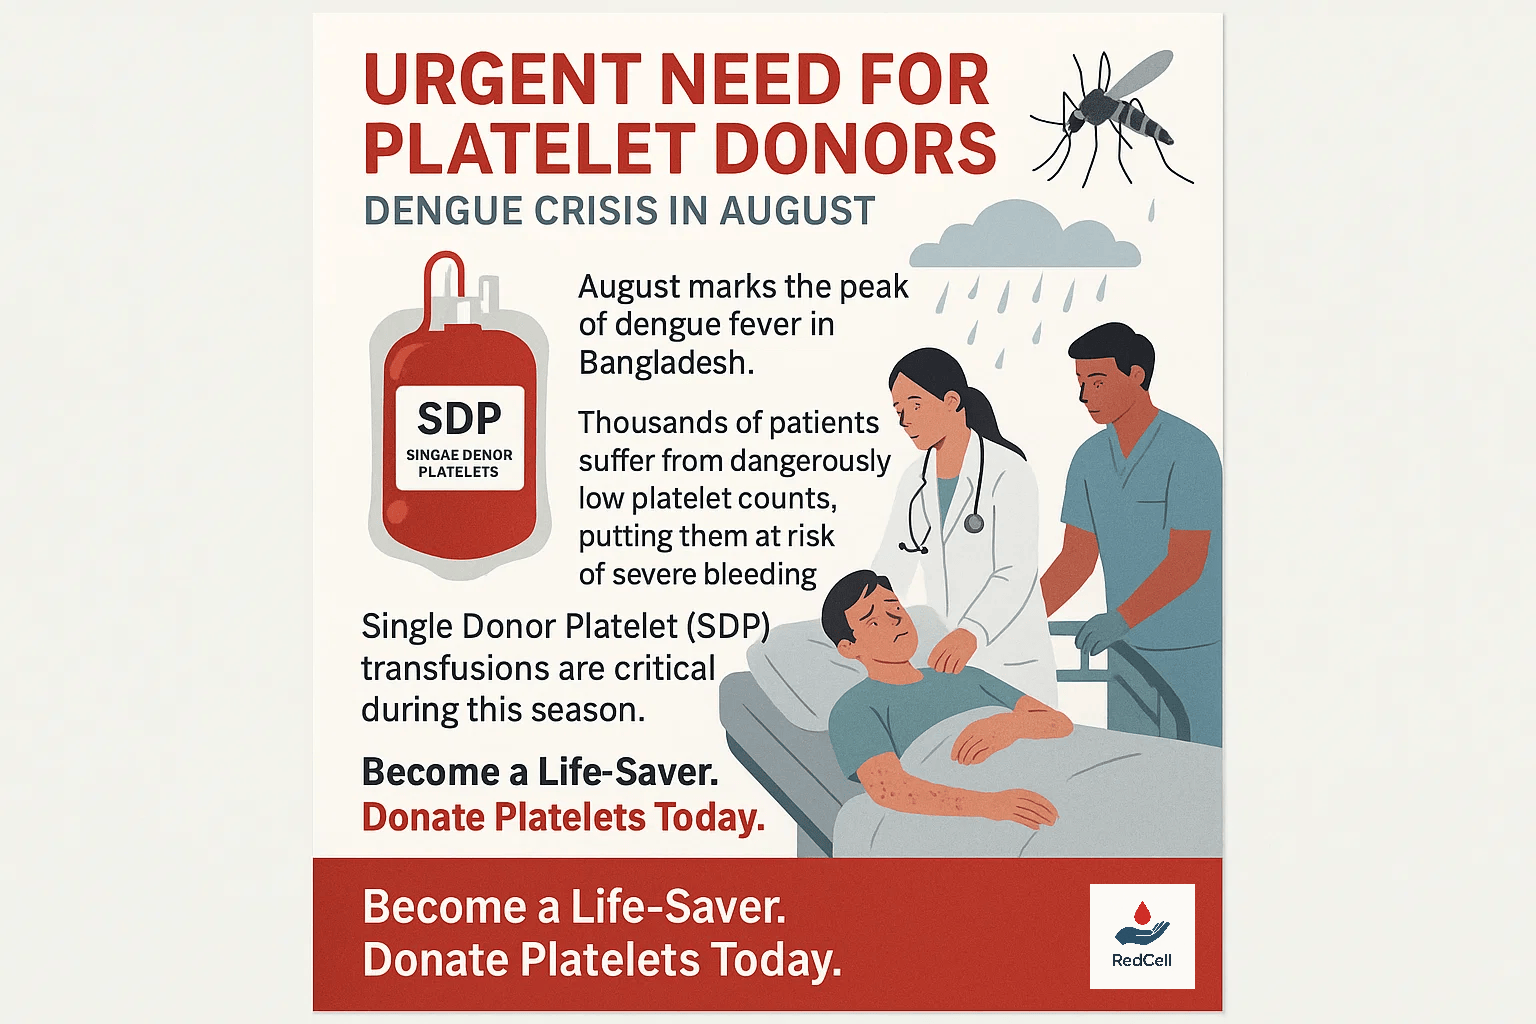 URGENT NEED FOR
PLATELET DONORS
DENGUE CRISIS IN AUGUST
SDP
SINGAE DENOR
PLATELETS
August marks the peak
of dengue fever in
Bangladesh.
Thousands of patients
suffer from dangerously
low platelet counts,
putting them at risk
of severe bleeding
Single Donor Platelet (SDP)
transfusions are critical
during this season.
Become a Life-Saver.
Donate Platelets Today.
Become a Life-Saver.
Donate Platelets Today.
RedCell